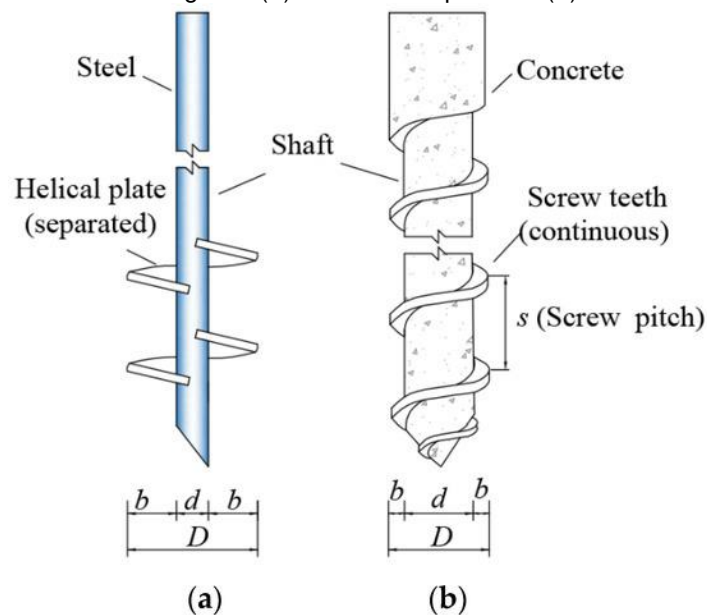 Steel
Concrete
Shaft
Helical plate
(separated)
Screw teeth
(continuous)
s (Screw pitch)
b d b
D
b d b
D
(a)
(b)